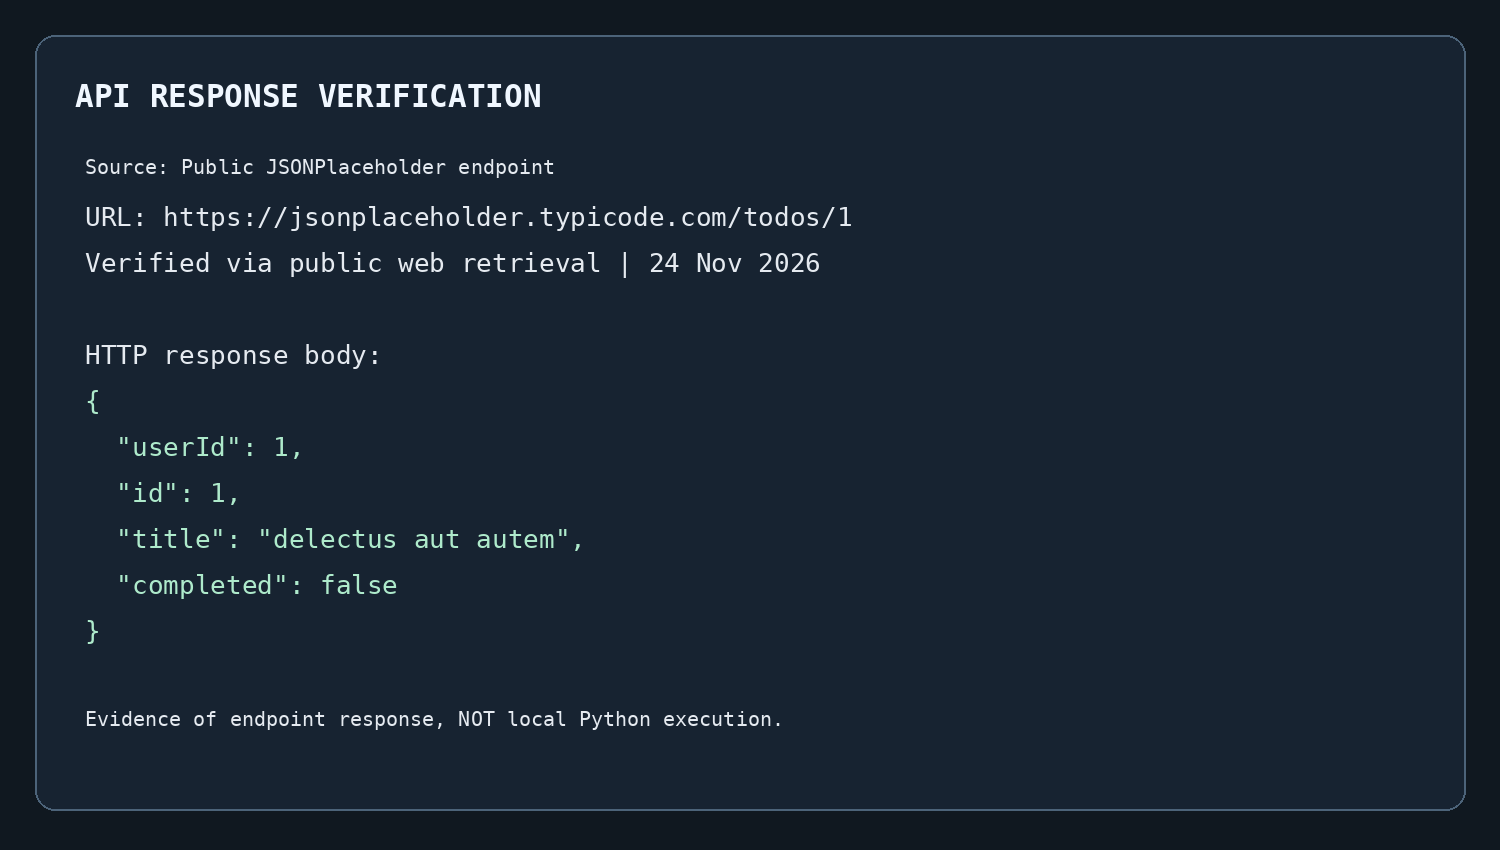 API RESPONSE VERIFICATION
Source: Public JSONPlaceholder endpoint
URL: https://jsonplaceholder.typicode.com/todos/1
Verified via public web retrieval | 24 Nov 2026
HTTP response body:
{
  "userId": 1,
  "id": 1,
  "title": "delectus aut autem",
  "completed": false
}
Evidence of endpoint response, NOT local Python execution.